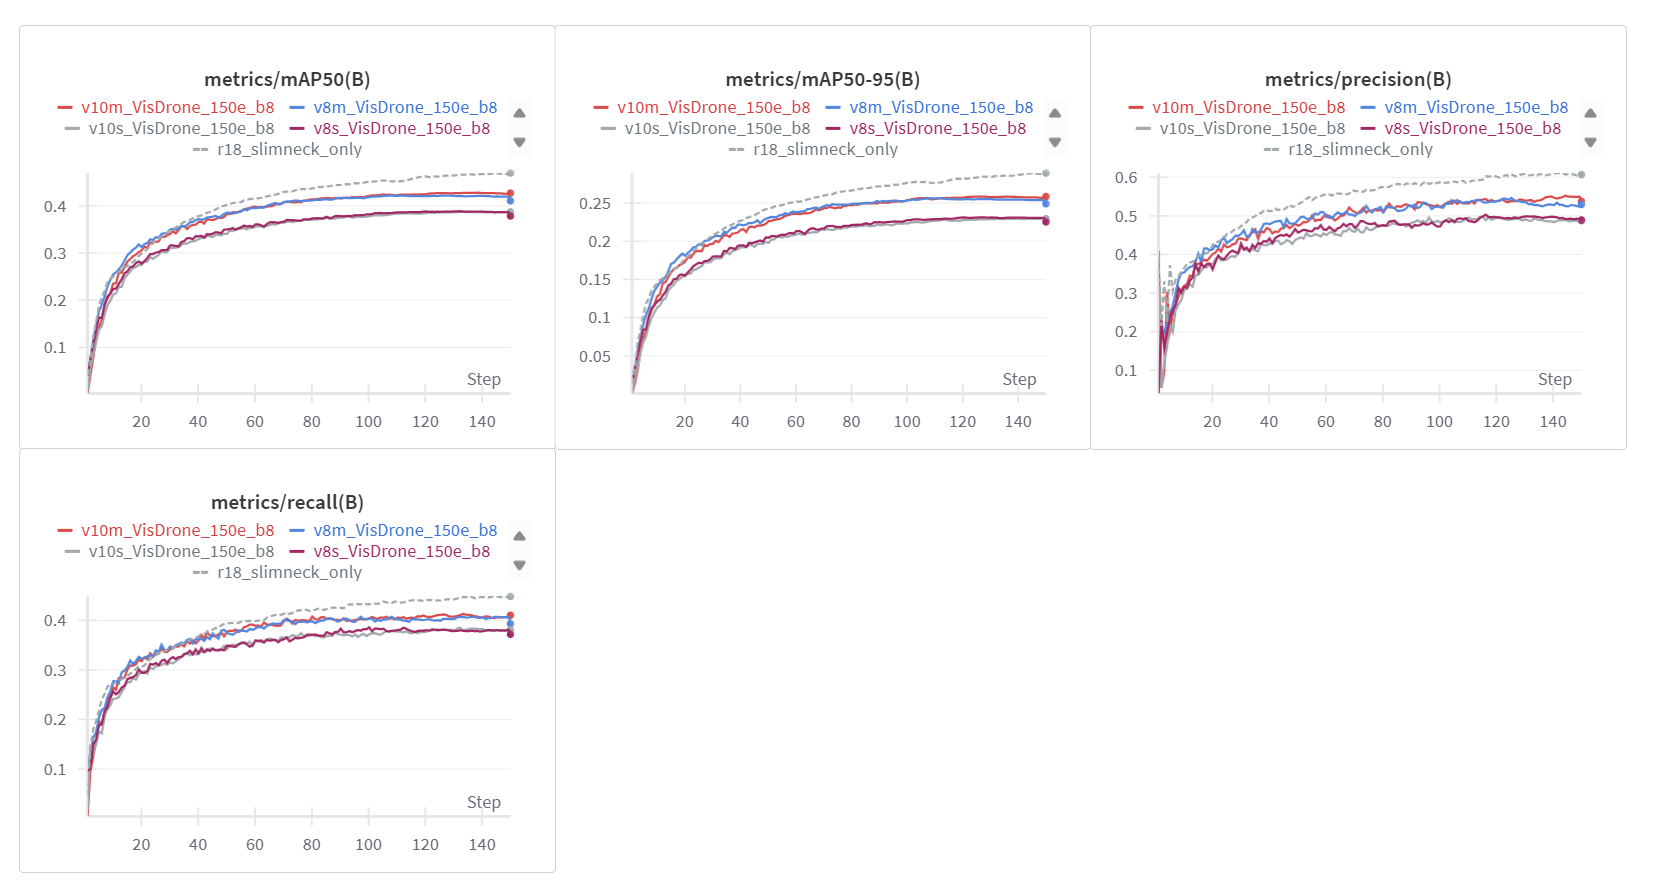 metrics/mAP50(B)
v10m_VisDrone_150e_b8 v8m_VisDrone_150e_b8
v10s_VisDrone_150e_b8 v8s_VisDrone_150e_b8
r18_slimneck_only
0.4
0.3
0.2
0.1
Step
20 40 60 80 100 120 140
metrics/mAP50-95(B)
v10m_VisDrone_150e_b8 v8m_VisDrone_150e_b8
v10s_VisDrone_150e_b8 v8s_VisDrone_150e_b8
r18_slimneck_only
0.25
0.2
0.15
0.1
0.05
Step
20 40 60 80 100 120 140
metrics/precision(B)
v10m_VisDrone_150e_b8 v8m_VisDrone_150e_b8
v10s_VisDrone_150e_b8 v8s_VisDrone_150e_b8
r18_slimneck_only
0.6
0.5
0.4
0.3
0.2
0.1
Step
20 40 60 80 100 120 140
metrics/recall(B)
v10m_VisDrone_150e_b8 v8m_VisDrone_150e_b8
v10s_VisDrone_150e_b8 v8s_VisDrone_150e_b8
r18_slimneck_only
0.4
0.3
0.2
0.1
Step
20 40 60 80 100 120 140